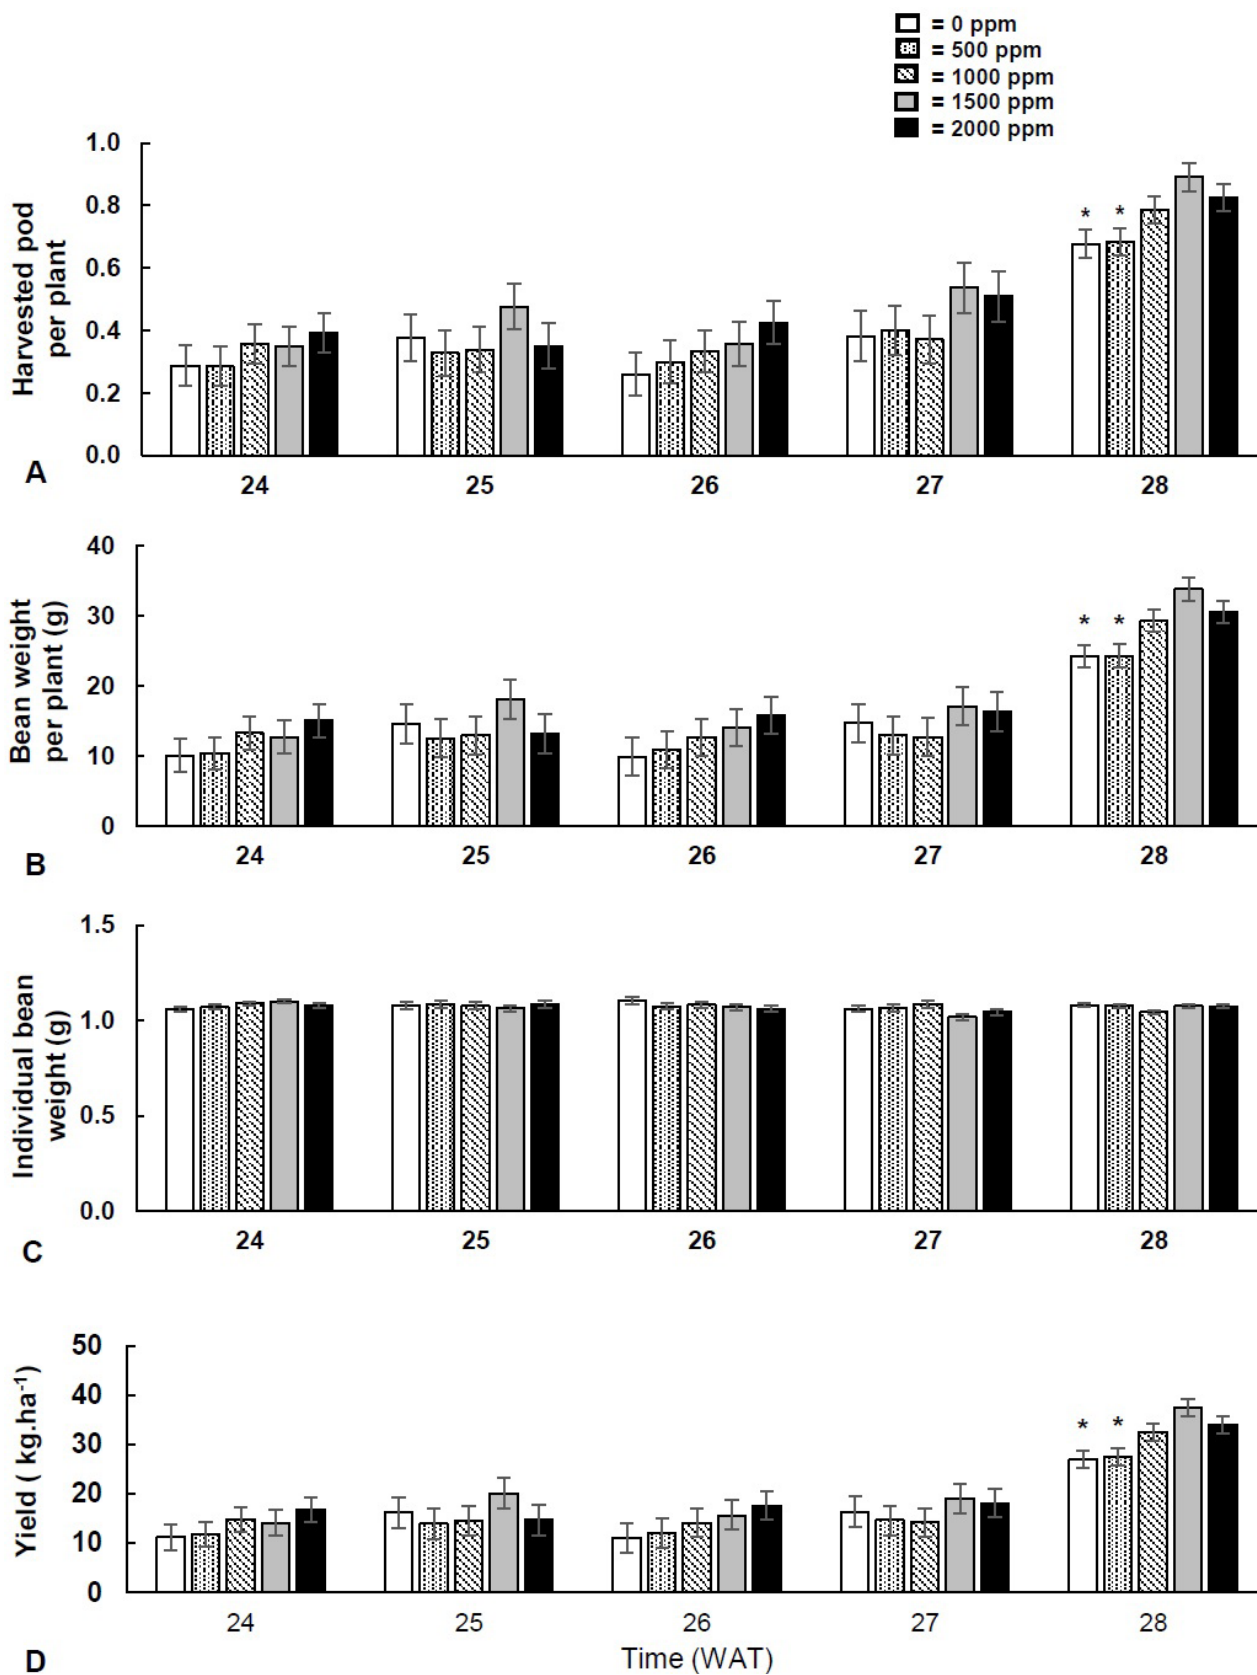 = 0 ppm
= 500 ppm
= 1000 ppm
= 1500 ppm
= 2000 ppm
Harvested pod
per plant
1.0
0.8
0.6
0.4
0.2
0.0
* *
A
24 25 26 27 28
Bean weight
per plant (g)
40
30
20
10
0
* *
B
24 25 26 27 28
Individual bean
weight (g)
1.5
1.0
0.5
0.0
C
24 25 26 27 28
Yield ( kg.ha⁻¹)
50
40
30
20
10
0
* *
24 25 26 27 28
D
Time (WAT)